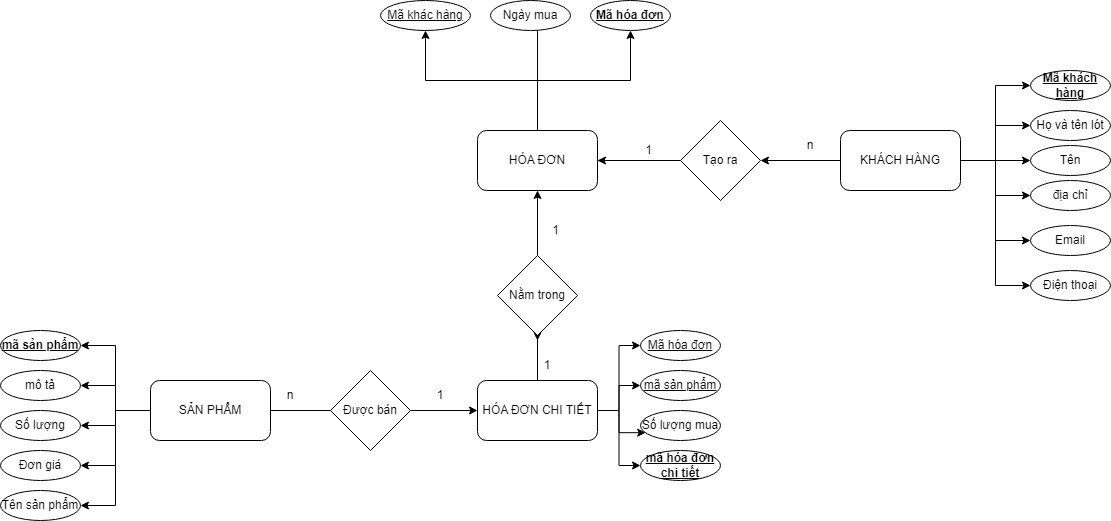 Mã khác hàng
Ngày mua
Mã hóa đơn
Mã khách
hàng
Họ và tên lót
HÓA ĐƠN
1
Tạo ra
n
KHÁCH HÀNG
Tên
địa chỉ
1
Email
Nằm trong
Điện thoại
mã sản phẩm
1
Mã hóa đơn
mô tả
mã sản phẩm
SẢN PHẨM
n
Được bán
1
HÓA ĐƠN CHI TIẾT
Số lượng
Số lượng mua
Đơn giá
mã hóa đơn
chi tiết
Tên sản phẩm